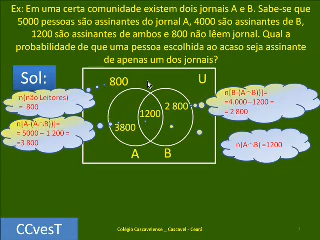 Ex: Em uma certa comunidade existem dois jornais A e B. Sabe-se que
5000 pessoas são assinantes do jornal A, 4000 são assinantes de B,
1200 são assinantes de ambos e 800 não lêem jornal. Qual a
probabilidade de que uma pessoa escolhida ao acaso seja assinante
de apenas um dos jornais?
Sol:
800
U
n(não Leitores)
= 800
n(B-(A∩B))=
=4.000 –1200 =
= 2 800
2 800
1200
3800
n(A-(A∩B))=
= 5000 – 1 200 =
=3 800
n(A∩B) =1200
A
B
CCvesT
Colégio Cascavelense _ Cascavel - Ceará